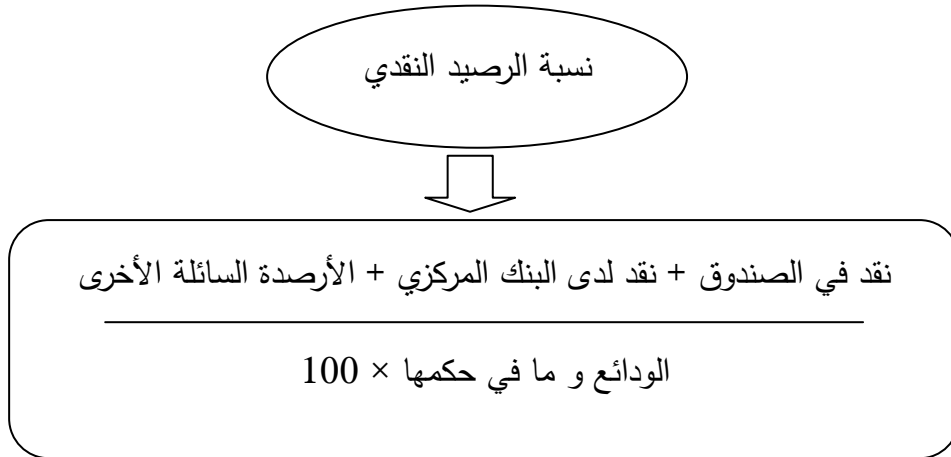 نسبة الرصيد النقدي
نقد في الصندوق + نقد لدى البنك المركزي + الأرصدة السائلة الأخرى
الودائع و ما في حكمها × 100